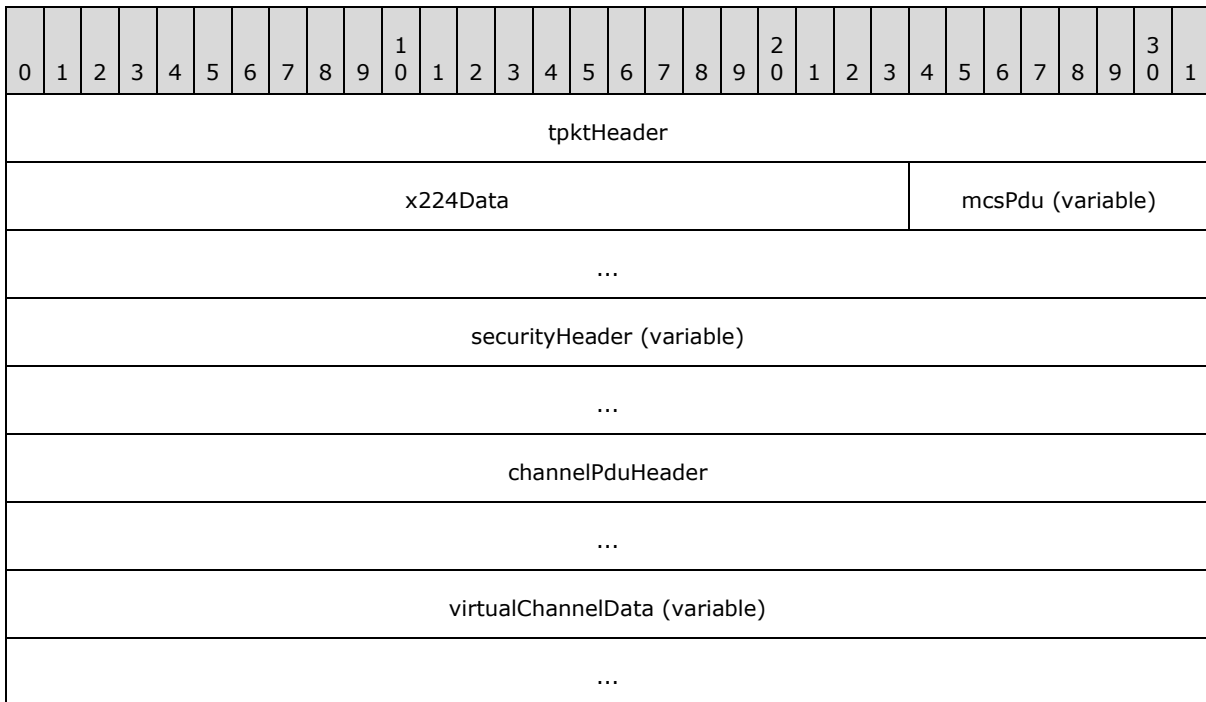 0 1 2 3 4 5 6 7 8 9 1 0 1 2 3 4 5 6 7 8 9 2 0 1 2 3 4 5 6 7 8 9 3 0 1
tpktHeader
x224Data mcsPdu (variable)
...
securityHeader (variable)
...
channelPduHeader
...
virtualChannelData (variable)
...